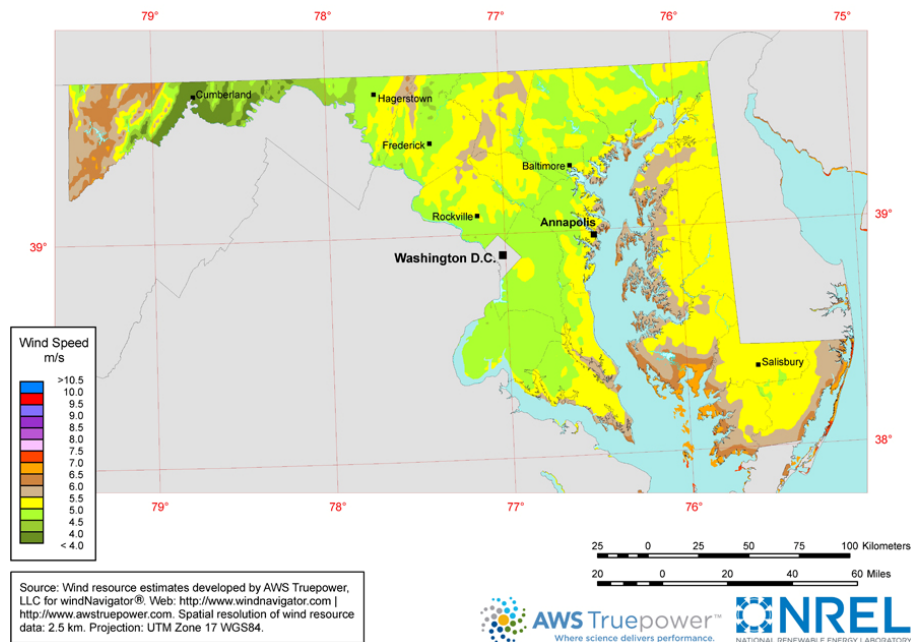 79°
78°
77°
76°
75°
Cumberland
Hagerstown
Frederick
Baltimore
Rockville
Annapolis
39°
39°
Washington D.C.
Salisbury
38°
79°
78°
77°
76°
Wind Speed
m/s
>10.5
10.0
9.5
9.0
8.5
8.0
7.5
7.0
6.5
6.0
5.5
5.0
4.5
4.0
< 4.0
25 0 25 50 75 100 Kilometers
20 0 20 40 60 Miles
Source: Wind resource estimates developed by AWS Truepower,
LLC for windNavigator®. Web: http://www.windnavigator.com |
http://www.awstruepower.com. Spatial resolution of wind resource
data: 2.5 km. Projection: UTM Zone 17 WGS84.
AWS Truepower™
Where science delivers performance.
NREL
NATIONAL RENEWABLE ENERGY LABORATORY